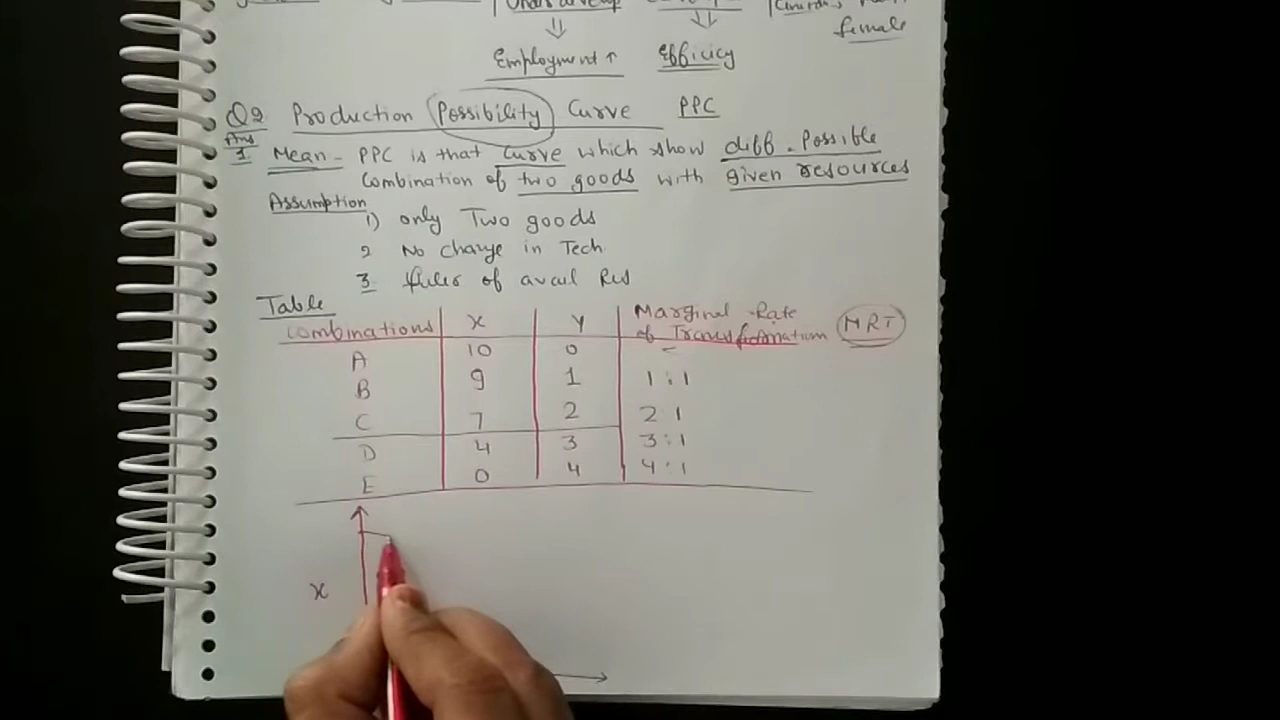 female
Employment ↑ Efficicy
Q2 Production Possibility Curve PPC
Ans
1 Mean - PPC is that curve which show diff. Possible
Combination of two goods with given resources
Assumption
1) only Two goods
2 No change in Tech
3 of avail Res
Table
Combinations X Y Marginal Rate
of Transformation MRT
A 10 0 -
B 9 1 1:1
C 7 2 2 1
D 4 3 3:1
E 0 4 4:1
x